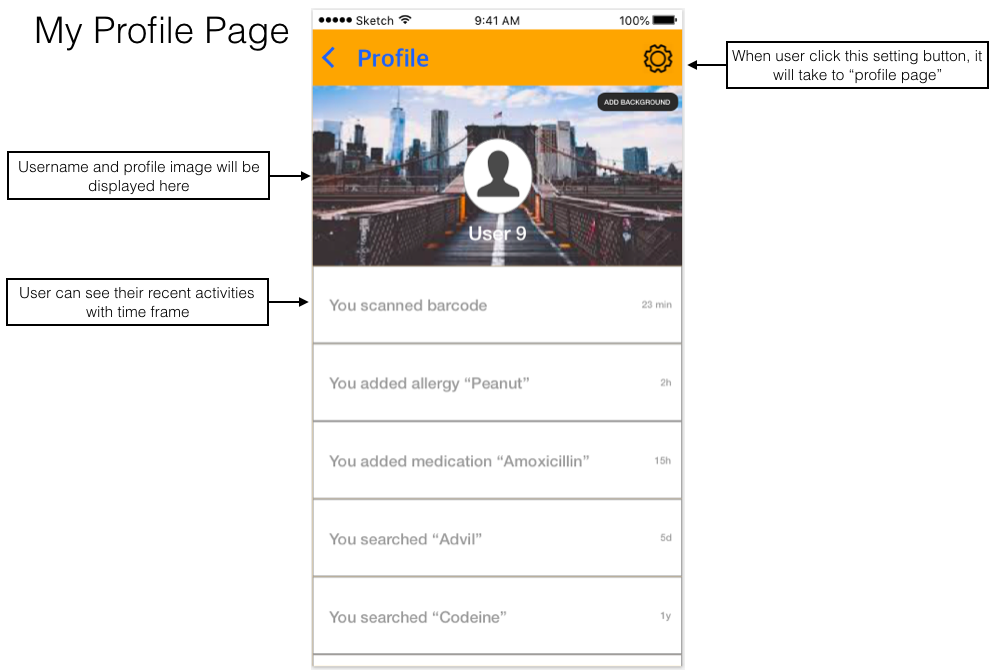 My Profile Page
Sketch 9:41 AM 100%
Profile
When user click this setting button, it
will take to “profile page”
ADD BACKGROUND
Username and profile image will be
displayed here
User 9
User can see their recent activities
with time frame
You scanned barcode 23 min
You added allergy “Peanut” 2h
You added medication “Amoxicillin” 15h
You searched “Advil” 5d
You searched “Codeine” 1y